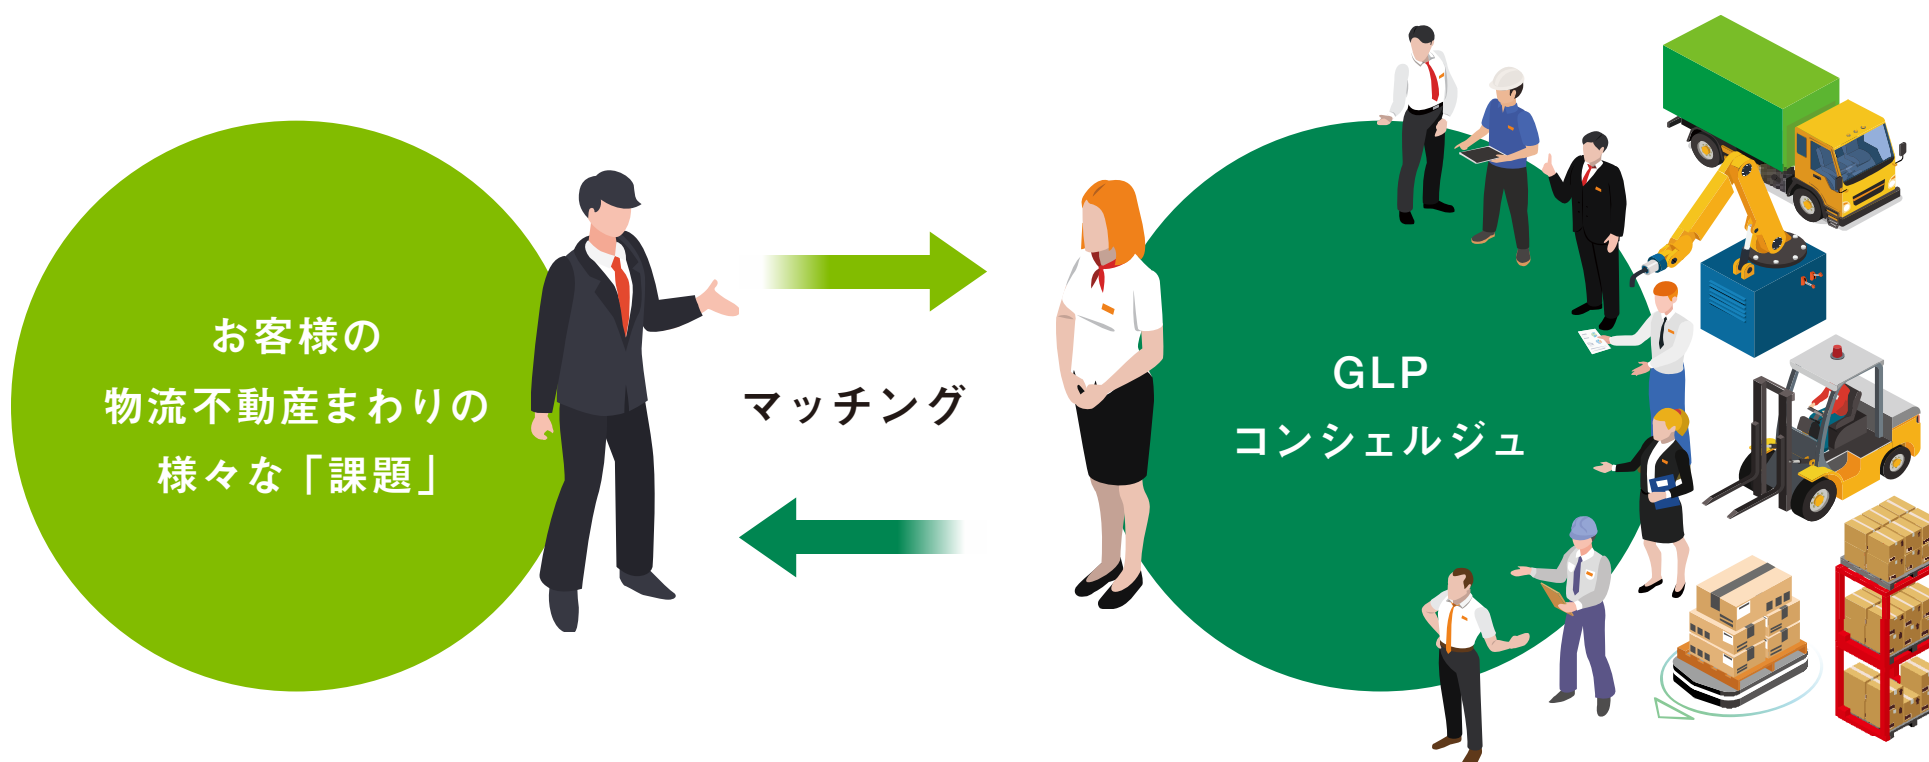 お客様の
物流不動産まわりの
様々な「課題」
マッチング
GLP
コンシェルジュ